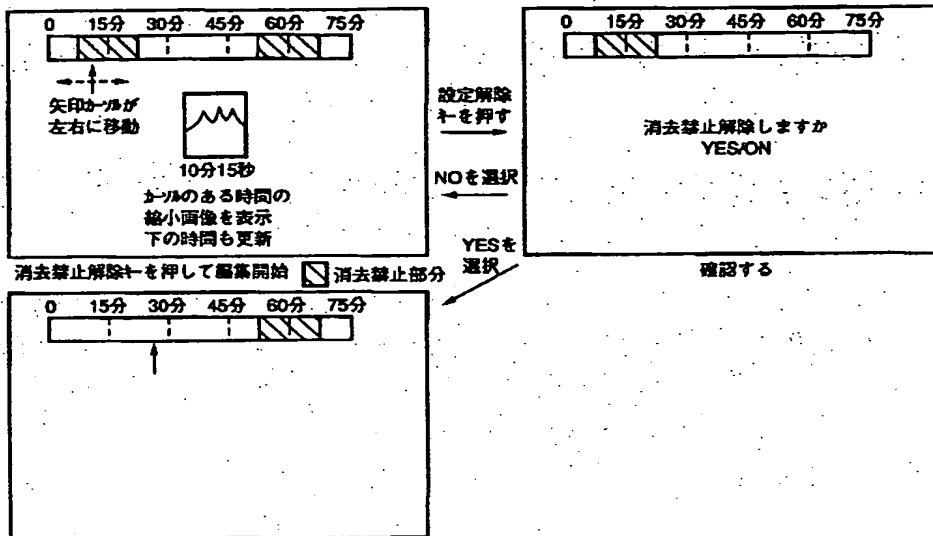 0 15分 30分 45分 60分 75分
矢印カーソルが
左右に移動
10分15秒
カーソルのある時間の
縮小画像を表示
下の時間も更新
消去禁止解除キーを押して編集開始
消去禁止部分
設定解除
キーを押す
NOを選択
YESを
選択
0 15分 30分 45分 60分 75分
消去禁止解除しますか
YES/ON
確認する
0 15分 30分 45分 60分 75分